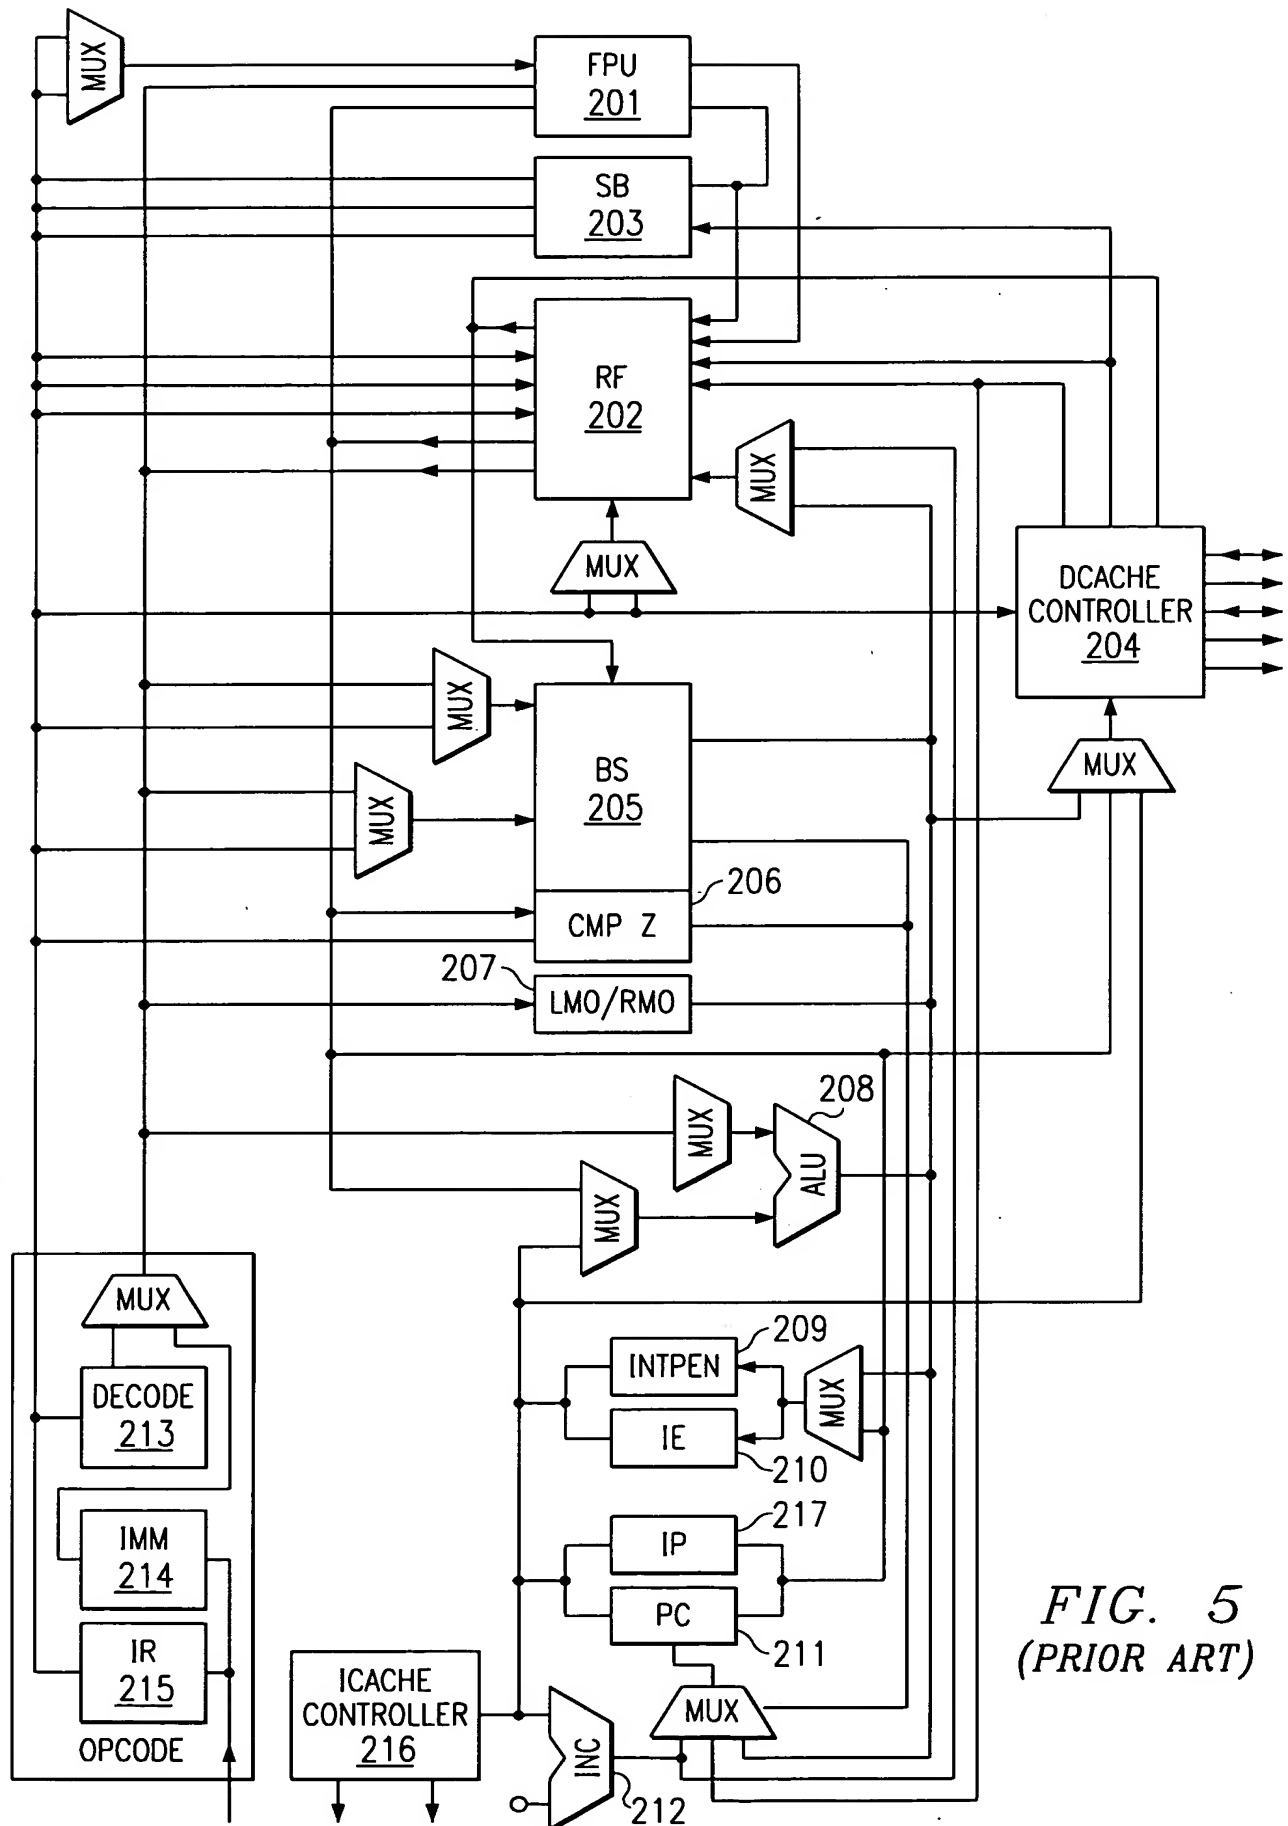 MUX
FPU
201
SB
203
RF
202
MUX
MUX
DCACHE
CONTROLLER
204
MUX
MUX
MUX
BS
205
206
CMP Z
207
LMO/RMO
208
MUX
ALU
MUX
MUX
209
INTPEN
MUX
DECODE
213
IE
210
217
IMM
214
IP
PC
211
FIG. 5
(PRIOR ART)
IR
215
OPCODE
ICACHE
CONTROLLER
216
MUX
INC
212